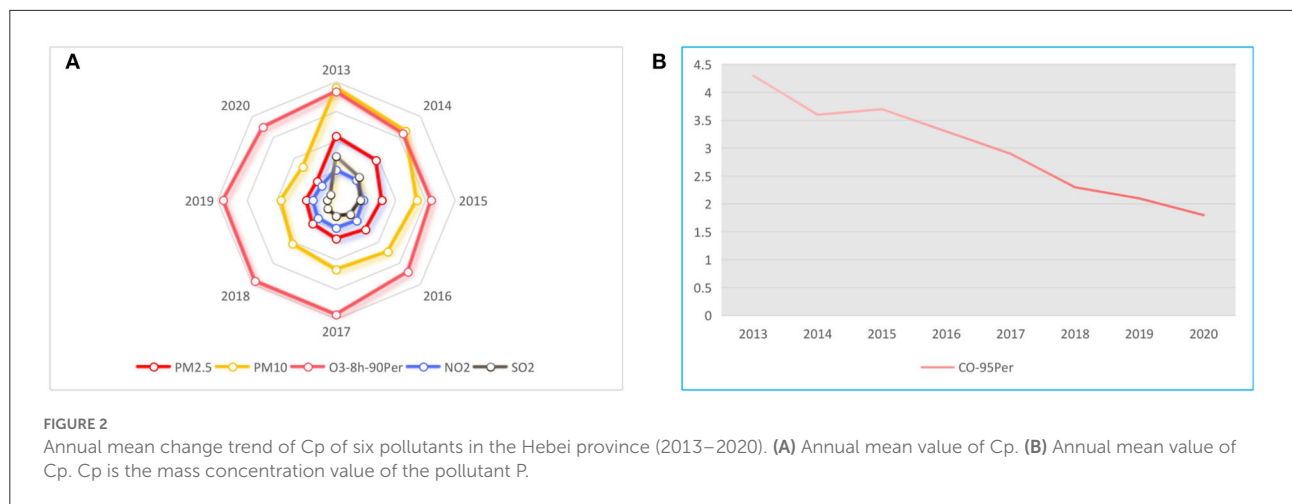 A
2013
2020
2014
2019
2015
2018
2016
2017
PM2.5 PM10 O3-8h-90Per NO2 SO2
B
4.5
4
3.5
3
2.5
2
1.5
1
0.5
0
2013 2014 2015 2016 2017 2018 2019 2020
CO-95Per
FIGURE 2
Annual mean change trend of Cp of six pollutants in the Hebei province (2013–2020). (A) Annual mean value of Cp. (B) Annual mean value of
Cp. Cp is the mass concentration value of the pollutant P.